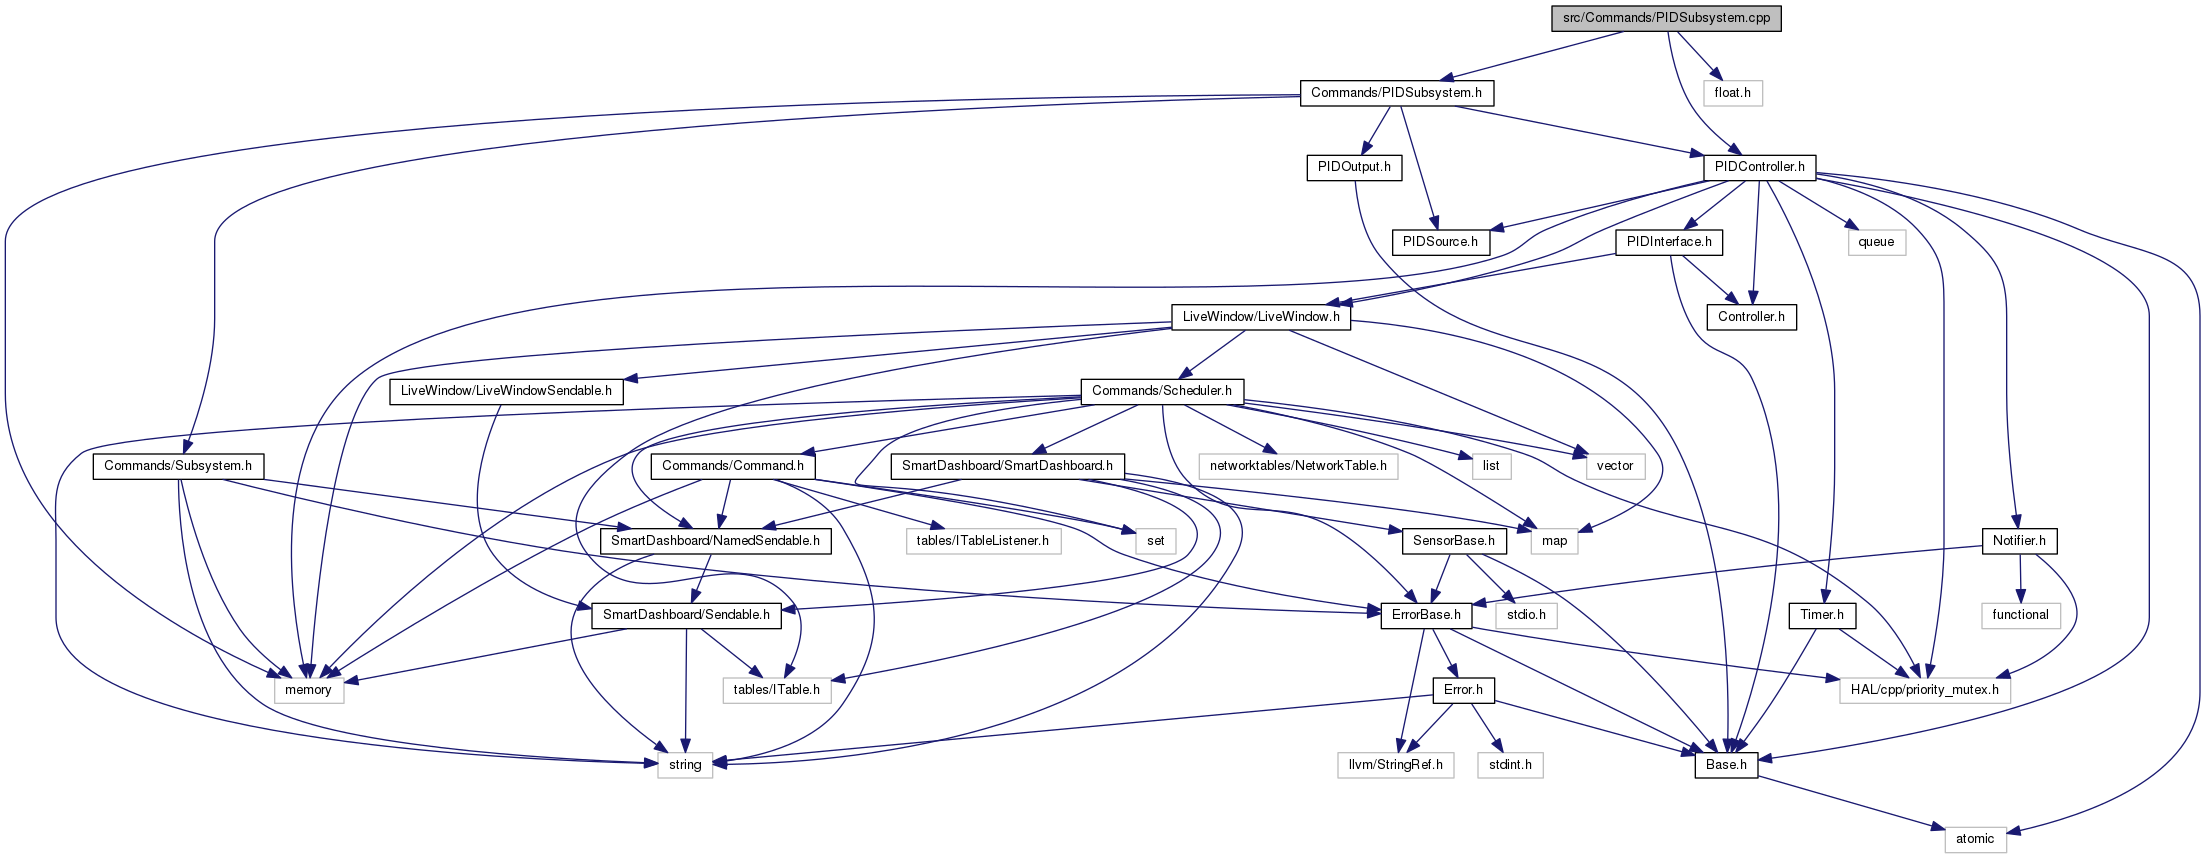 src/Commands/PIDSubsystem.cpp
Commands/PIDSubsystem.h
float.h
PIDOutput.h
PIDController.h
PIDSource.h
PIDInterface.h
queue
LiveWindow/LiveWindow.h
Controller.h
LiveWindow/LiveWindowSendable.h
Commands/Scheduler.h
Commands/Subsystem.h
Commands/Command.h
SmartDashboard/SmartDashboard.h
networktables/NetworkTable.h
list
vector
SmartDashboard/NamedSendable.h
tables/ITableListener.h
set
SensorBase.h
map
Notifier.h
SmartDashboard/Sendable.h
ErrorBase.h
stdio.h
Timer.h
functional
memory
tables/ITable.h
Error.h
HAL/cpp/priority_mutex.h
string
llvm/StringRef.h
stdint.h
Base.h
atomic